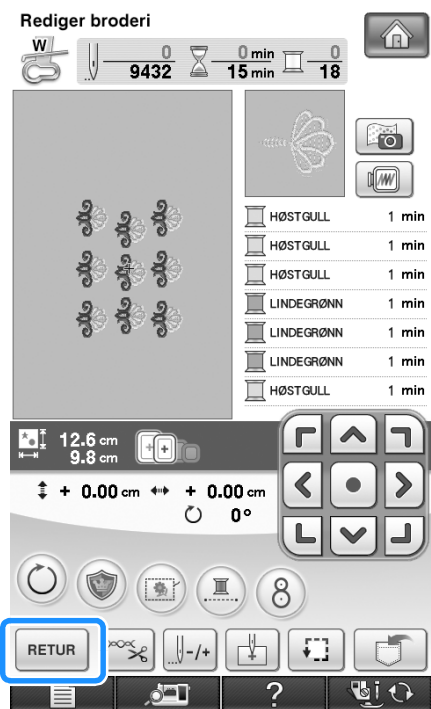 Rediger broderi
W
0 0 min 0
9432 15 min 18
HØSTGULL 1 min
HØSTGULL 1 min
HØSTGULL 1 min
LINDEGRØNN 1 min
LINDEGRØNN 1 min
LINDEGRØNN 1 min
HØSTGULL 1 min
12.6 cm
9.8 cm
+ 0.00 cm + 0.00 cm
0°
RETUR -/+
?